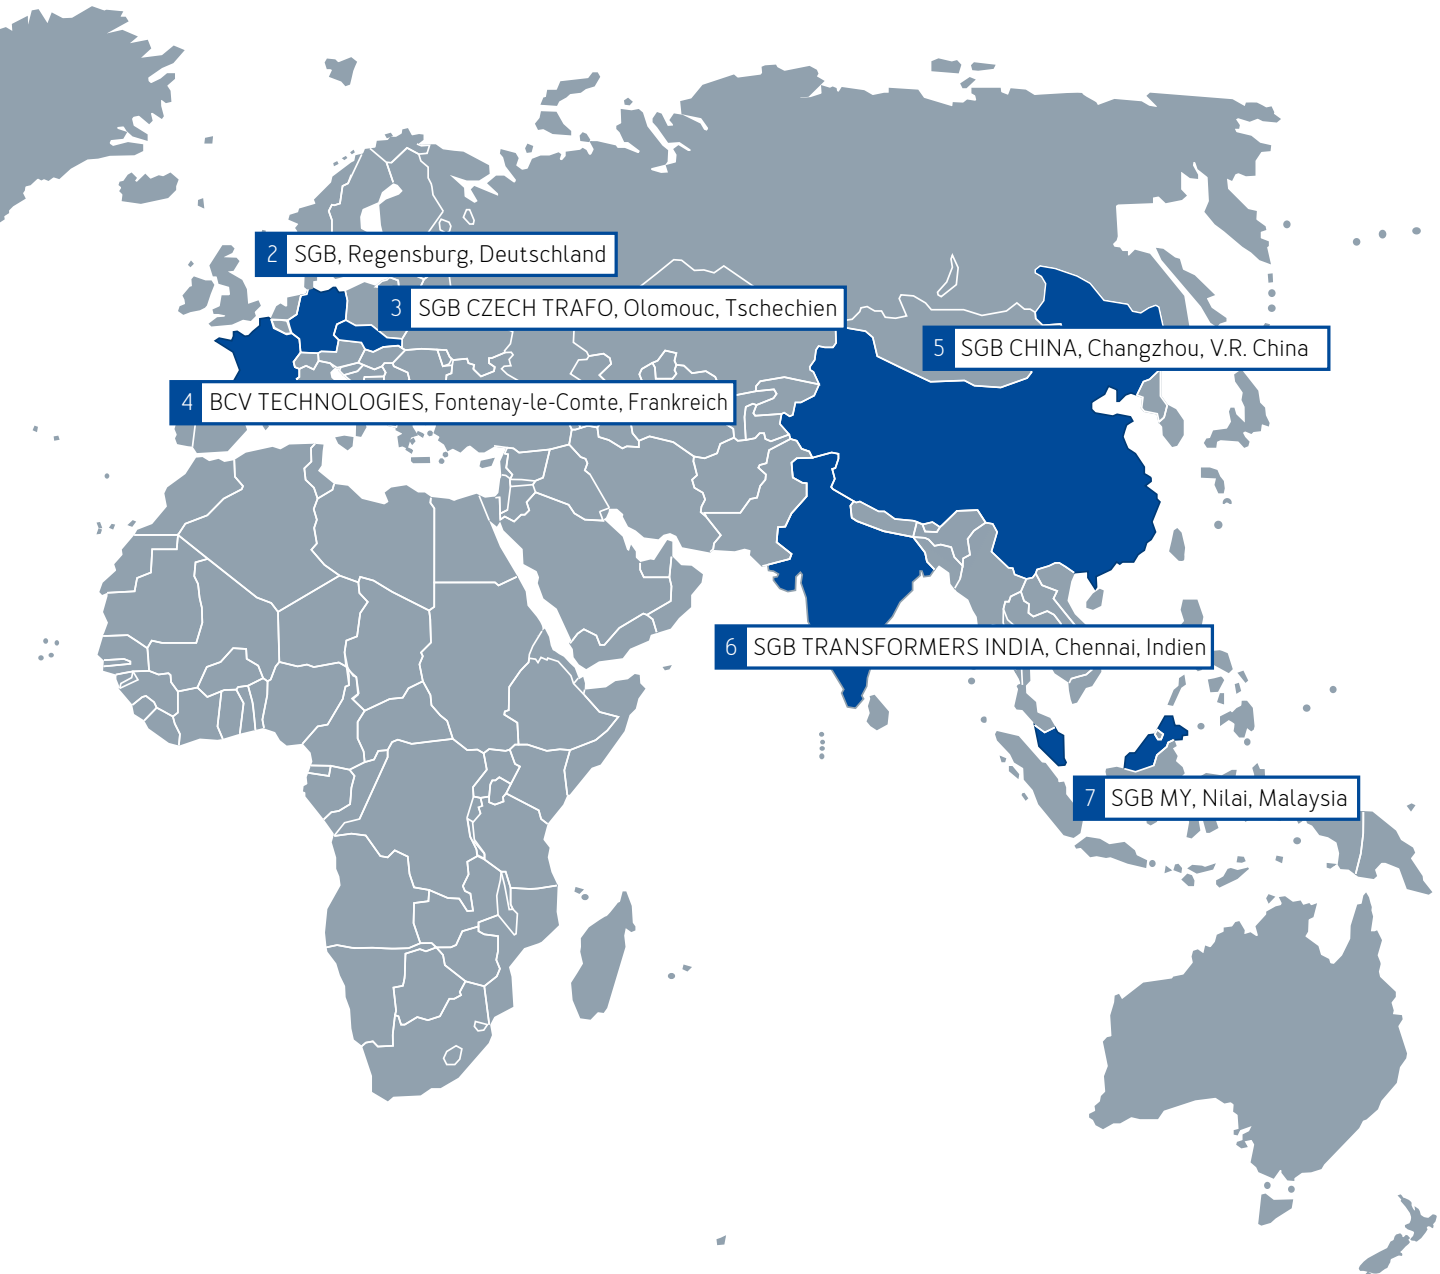 2 SGB, Regensburg, Deutschland
3 SGB CZECH TRAFO, Olomouc, Tschechien
5 SGB CHINA, Changzhou, V.R. China
4 BCV TECHNOLOGIES, Fontenay-le-Comte, Frankreich
6 SGB TRANSFORMERS INDIA, Chennai, Indien
7 SGB MY, Nilai, Malaysia